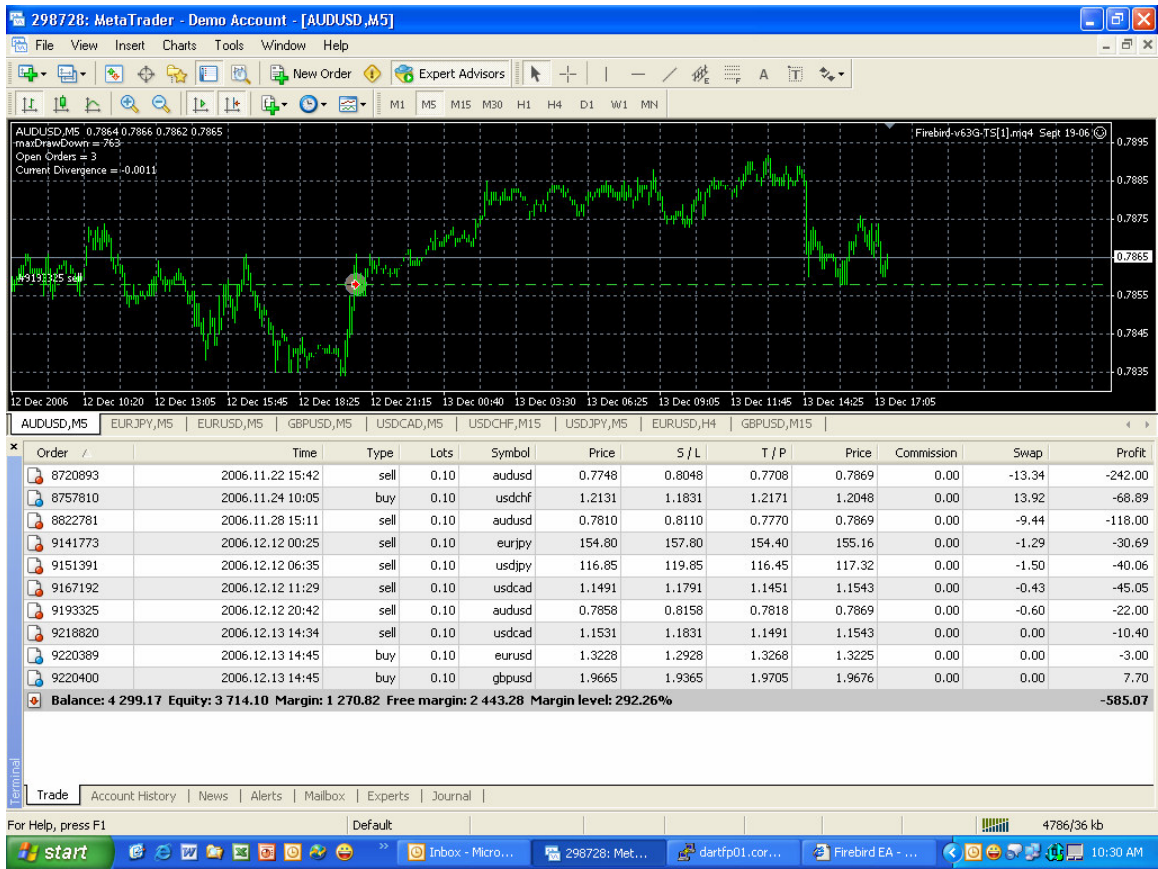 298728: MetaTrader - Demo Account - [AUDUSD,M5]
File View Insert Charts Tools Window Help
New Order Expert Advisors A T
M1 M5 M15 M30 H1 H4 D1 W1 MN
AUDUSD,M5 0.7864 0.7866 0.7862 0.7865 Firebird-v63G-TS[1].mq4 Sept 19-06
maxDrawDown = 763
Open Orders = 3
Current Divergence = -0.0011
0.7895
0.7885
0.7875
0.7865
#9193325 sell
0.7855
0.7845
0.7835
12 Dec 2006 12 Dec 10:20 12 Dec 13:05 12 Dec 15:45 12 Dec 18:25 12 Dec 21:15 13 Dec 00:40 13 Dec 03:30 13 Dec 06:25 13 Dec 09:05 13 Dec 11:45 13 Dec 14:25 13 Dec 17:05
AUDUSD,M5 EURJPY,M5 EURUSD,M5 GBPUSD,M5 USDCAD,M5 USDCHF,M15 USDJPY,M5 EURUSD,H4 GBPUSD,M15
Order / Time Type Lots Symbol Price S / L T / P Price Commission Swap Profit
8720893 2006.11.22 15:42 sell 0.10 audusd 0.7748 0.8048 0.7708 0.7869 0.00 -13.34 -242.00
8757810 2006.11.24 10:05 buy 0.10 usdchf 1.2131 1.1831 1.2171 1.2048 0.00 13.92 -68.89
8822781 2006.11.28 15:11 sell 0.10 audusd 0.7810 0.8110 0.7770 0.7869 0.00 -9.44 -118.00
9141773 2006.12.12 00:25 sell 0.10 eurjpy 154.80 157.80 154.40 155.16 0.00 -1.29 -30.69
9151391 2006.12.12 06:35 sell 0.10 usdjpy 116.85 119.85 116.45 117.32 0.00 -1.50 -40.06
9167192 2006.12.12 11:29 sell 0.10 usdcad 1.1491 1.1791 1.1451 1.1543 0.00 -0.43 -45.05
9193325 2006.12.12 20:42 sell 0.10 audusd 0.7858 0.8158 0.7818 0.7869 0.00 -0.60 -22.00
9218820 2006.12.13 14:34 sell 0.10 usdcad 1.1531 1.1831 1.1491 1.1543 0.00 0.00 -10.40
9220389 2006.12.13 14:45 buy 0.10 eurusd 1.3228 1.2928 1.3268 1.3225 0.00 0.00 -3.00
9220400 2006.12.13 14:45 buy 0.10 gbpusd 1.9665 1.9365 1.9705 1.9676 0.00 0.00 7.70
Balance: 4 299.17 Equity: 3 714.10 Margin: 1 270.82 Free margin: 2 443.28 Margin level: 292.26% -585.07
Terminal
Trade Account History News Alerts Mailbox Experts Journal
For Help, press F1 Default 4786/36 kb
start Inbox - Micro... 298728: Met... dartfp01.cor... Firebird EA - ... 10:30 AM